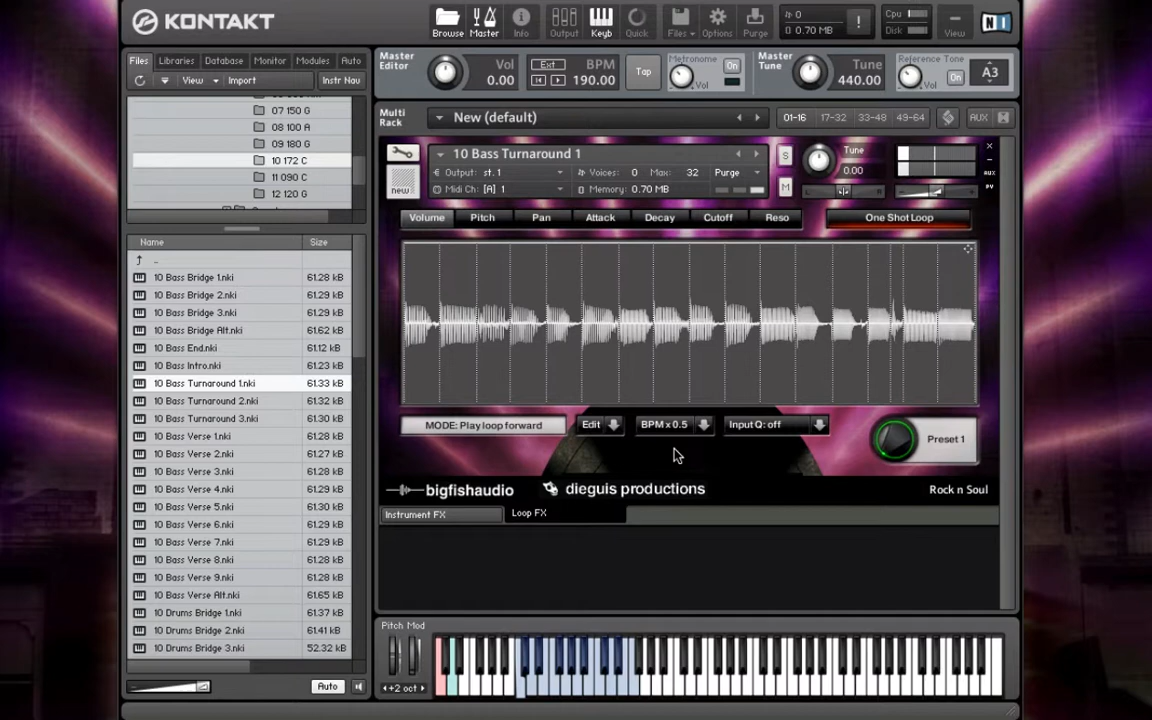 KONTAKT
Browse Master Info Output Keyb Quick Files Options Purge
0
0.70 MB
!
Cpu
Disk
View
NI
Files Libraries Database Monitor Modules Auto
View Import Instr Nav
07 150 G
08 100 A
09 180 G
10 172 C
11 090 C
12 120 G
Name Size
..
10 Bass Bridge 1.nki 61.28 kB
10 Bass Bridge 2.nki 61.29 kB
10 Bass Bridge 3.nki 61.29 kB
10 Bass Bridge Alt.nki 61.62 kB
10 Bass End.nki 61.12 kB
10 Bass Intro.nki 61.23 kB
10 Bass Turnaround 1.nki 61.33 kB
10 Bass Turnaround 2.nki 61.32 kB
10 Bass Turnaround 3.nki 61.30 kB
10 Bass Verse 1.nki 61.28 kB
10 Bass Verse 2.nki 61.27 kB
10 Bass Verse 3.nki 61.28 kB
10 Bass Verse 4.nki 61.29 kB
10 Bass Verse 5.nki 61.30 kB
10 Bass Verse 6.nki 61.29 kB
10 Bass Verse 7.nki 61.29 kB
10 Bass Verse 8.nki 61.28 kB
10 Bass Verse 9.nki 61.28 kB
10 Bass Verse Alt.nki 61.65 kB
10 Drums Bridge 1.nki 61.37 kB
10 Drums Bridge 2.nki 61.41 kB
10 Drums Bridge 3.nki 52.32 kB
Auto
Master Editor
Vol
0.00
Ext BPM
190.00
Tap
Metronome On
Vol
Master Tune
Tune
440.00
Reference Tone
Vol On
A3
Multi Rack
New (default)
01-16 17-32 33-48 49-64 AUX
new
10 Bass Turnaround 1
Output: st.1 Voices: 0 Max: 32 Purge
Midi Ch: [A] 1 Memory: 0.70 MB
S
M
Tune
0.00
AUX
PV
Volume Pitch Pan Attack Decay Cutoff Reso One Shot Loop
MODE: Play loop forward Edit BPM x 0.5 Input Q: off
Preset 1
bigfishaudio dieguis productions Rock n Soul
Instrument FX Loop FX
Pitch Mod
+2 oct